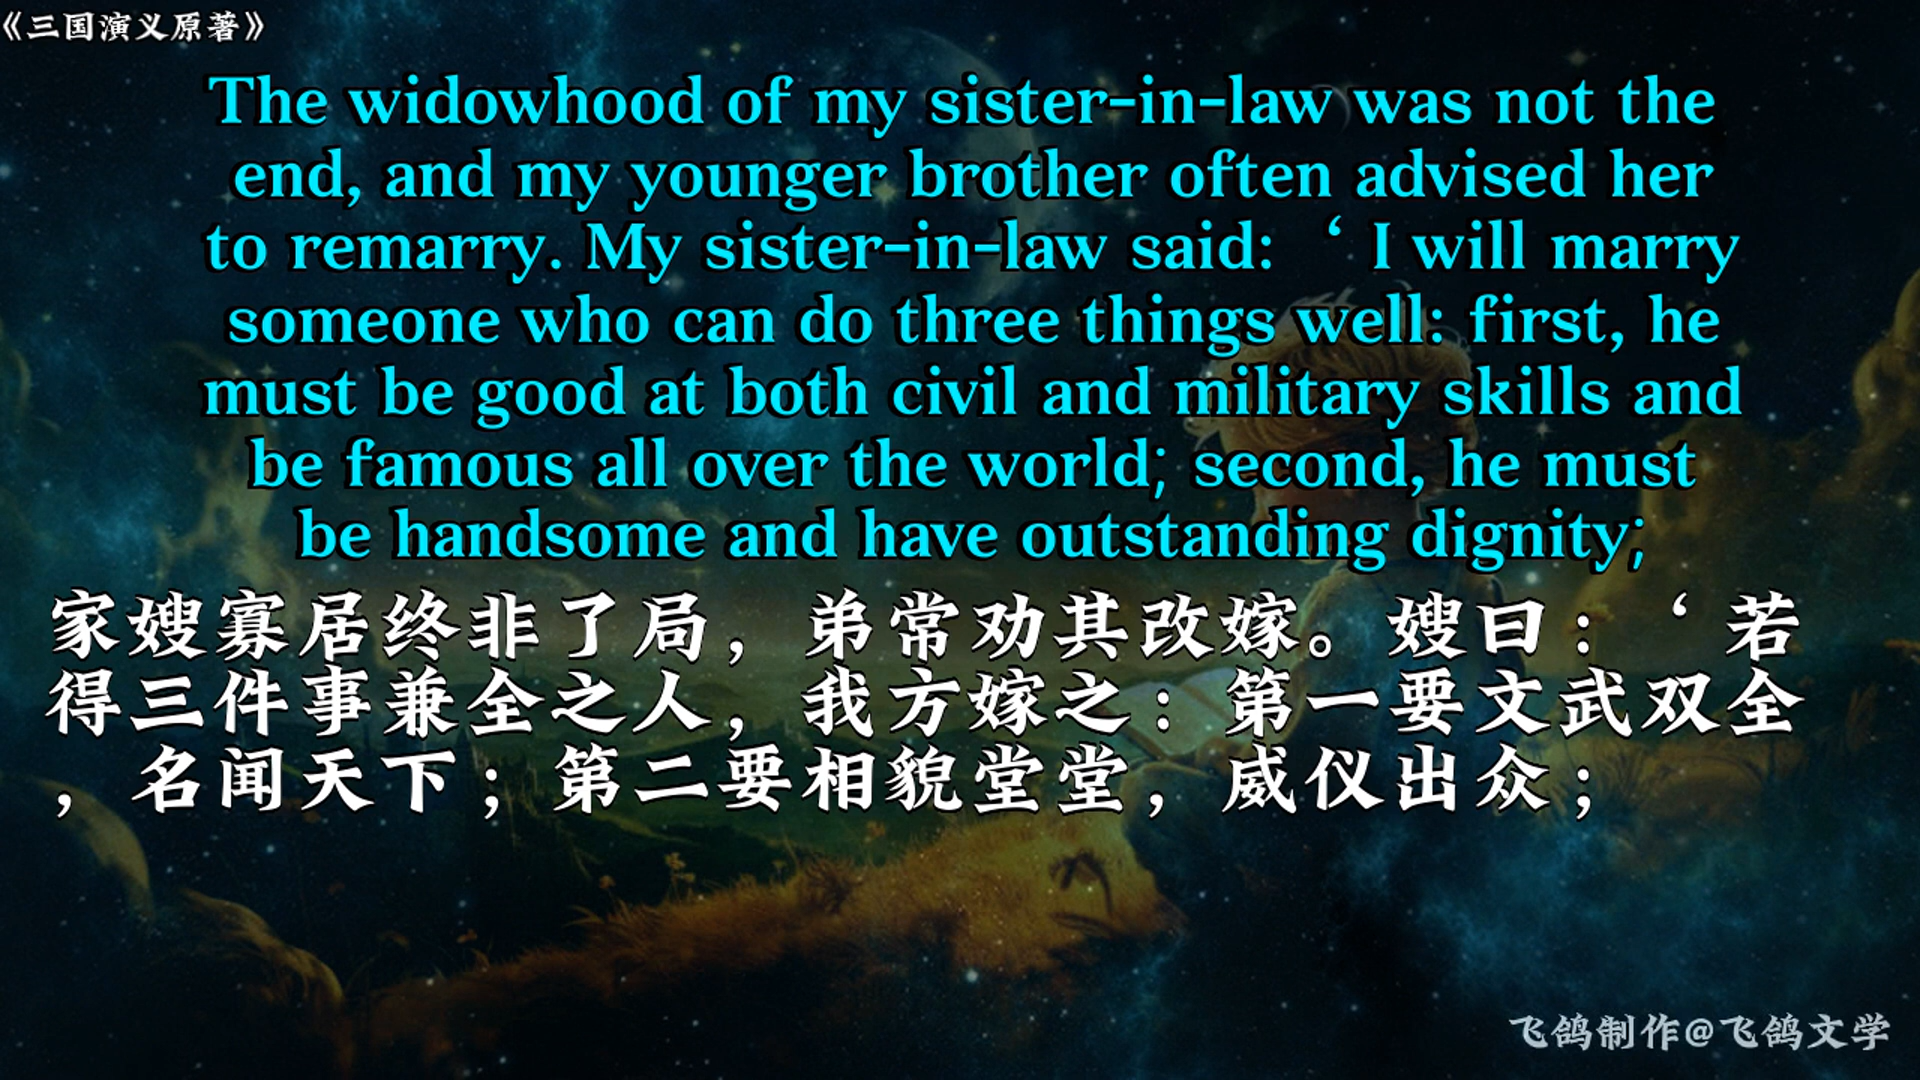 《三国演义原著》
The widowhood of my sister-in-law was not the
end, and my younger brother often advised her
to remarry. My sister-in-law said: ‘ I will marry
someone who can do three things well: first, he
must be good at both civil and military skills and
be famous all over the world; second, he must
be handsome and have outstanding dignity;
家嫂寡居终非了局，弟常劝其改嫁。嫂曰：‘若
得三件事兼全之人，我方嫁之：第一要文武双全
，名闻天下；第二要相貌堂堂，威仪出众；
飞鸽制作@飞鸽文学